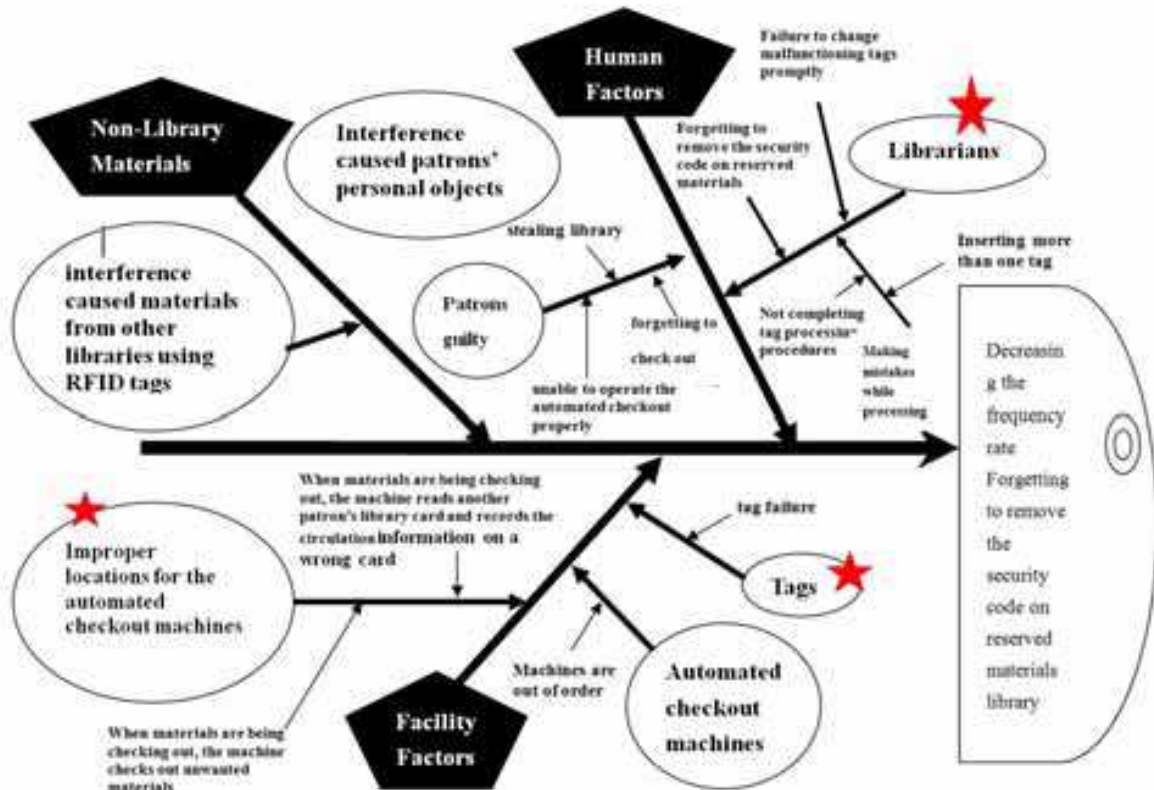 Non-Library
Materials
Interference
caused patrons'
personal objects
interference
caused materials
from other
libraries using
RFID tags
Human
Factors
Failure to change
malfunctioning tags
promptly
Forgetting to
remove the security
code on reserved
materials
Librarians
stealing library
Patrons
guilty
forgetting to
check out
unable to operate the
automated checkout
properly
Inserting more
than one tag
Not completing
tag processin
procedures
Making
mistakes
while
processing
Decreasin
g the
frequency
rate
Forgetting
to remove
the
security
code on
reserved
materials
library
When materials are being checking
out, the machine reads another
patron's library card and records the
circulation information on a
wrong card
Improper
locations for the
automated
checkout machines
When materials are being
checking out, the machine
checks out unwanted
materials
tag failure
Tags
Machines are
out of order
Automated
checkout
machines
Facility
Factors